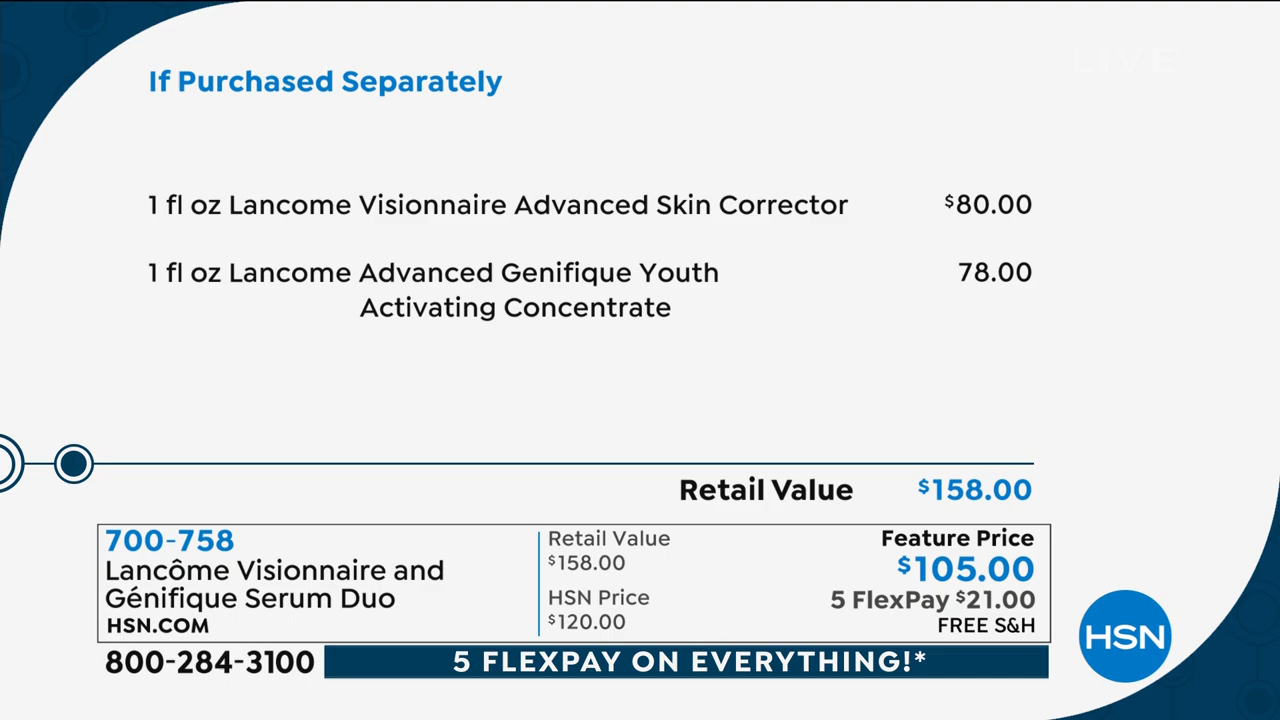 LIVE
If Purchased Separately
1 fl oz Lancome Visionnaire Advanced Skin Corrector $80.00
1 fl oz Lancome Advanced Genifique Youth 78.00
Activating Concentrate
Retail Value $158.00
700-758
Lancôme Visionnaire and
Génifique Serum Duo
HSN.COM
Retail Value
$158.00
HSN Price
$120.00
Feature Price
$105.00
5 FlexPay $21.00
FREE S&H
HSN
800-284-3100 5 FLEXPAY ON EVERYTHING!*